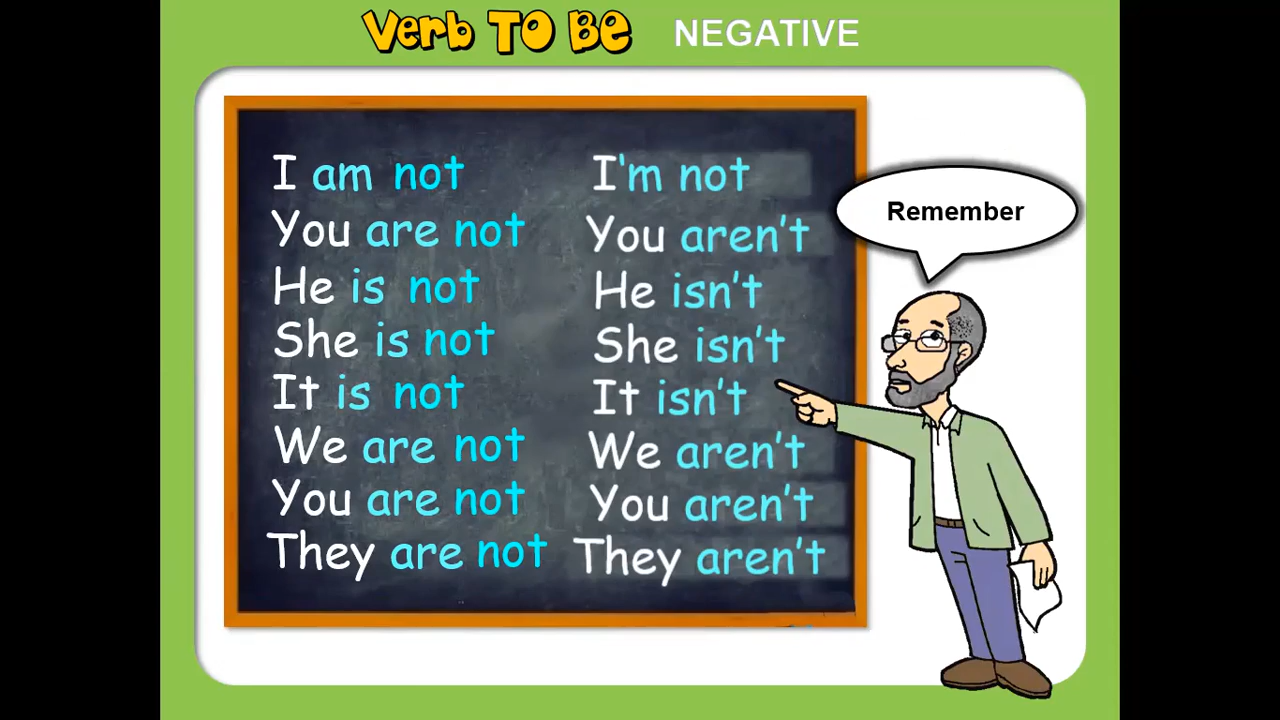 Verb TO BE NEGATIVE
I am not I'm not
You are not You aren't
He is not He isn't
She is not She isn't
It is not It isn't
We are not We aren't
You are not You aren't
They are not They aren't
Remember